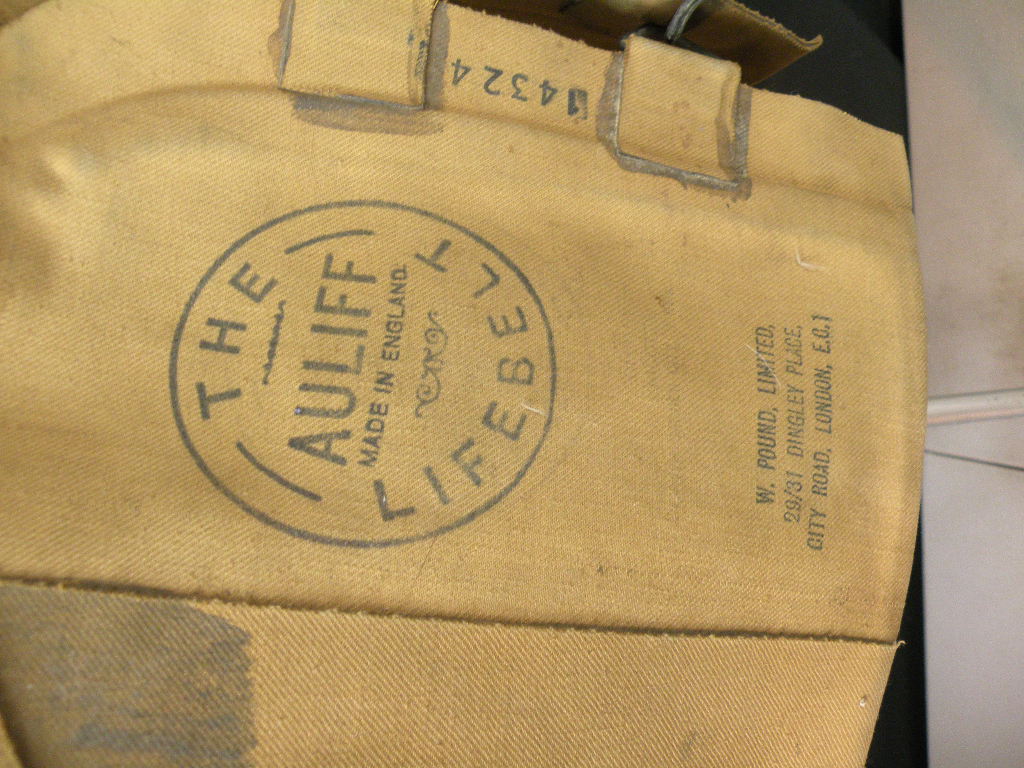 14324
THE
AULIFF
MADE IN ENGLAND.
LIFEBELT
W. POUND, LIMITED,
29/31 DINGLEY PLACE,
CITY ROAD, LONDON, E.C.1